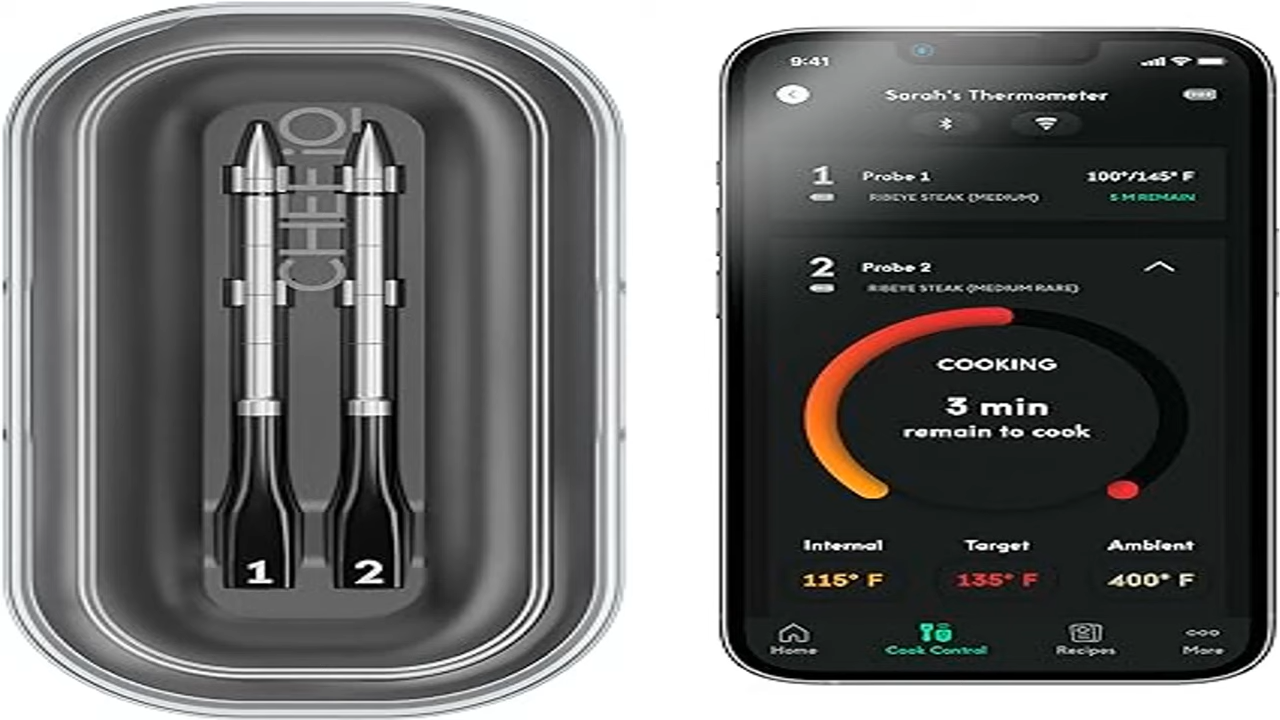 CHEF iQ
1
2
9:41
Sarah's Thermometer
1 Probe 1 100°/145° F
RIBEYE STEAK (MEDIUM) 5 M REMAIN
2 Probe 2
RIBEYE STEAK (MEDIUM RARE)
COOKING
3 min
remain to cook
Internal Target Ambient
115° F 135° F 400° F
Home Cook Control Recipes More